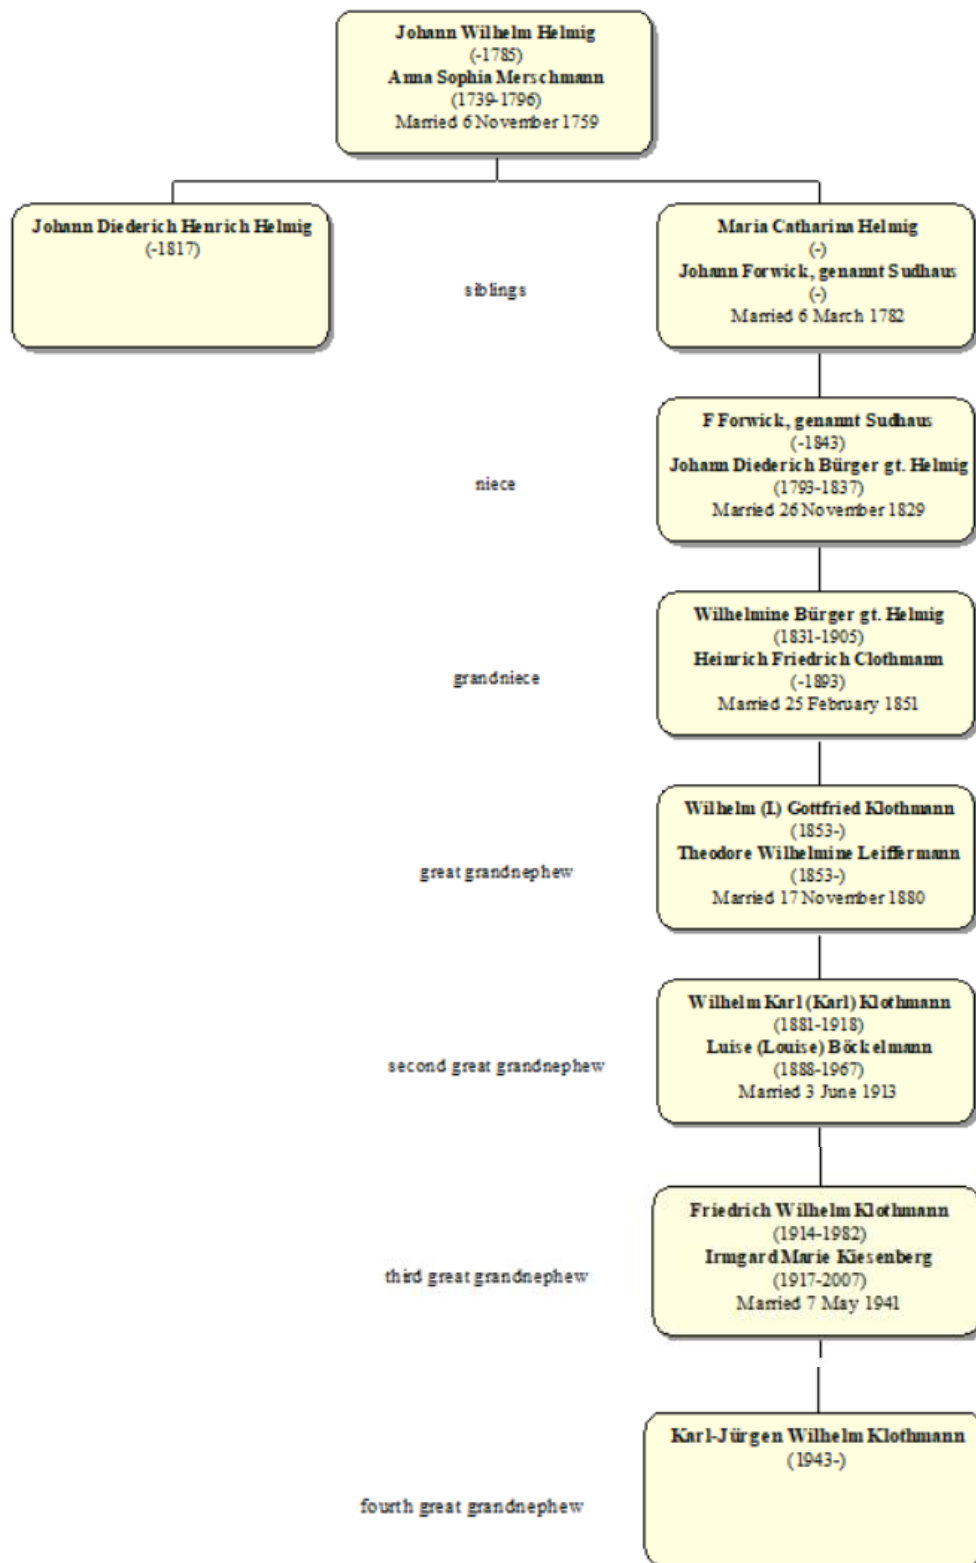 Johann Wilhelm Helmig
(-1785)
Anna Sophia Merschmann
(1739-1796)
Married 6 November 1759
Johann Diederich Henrich Helmig
(-1817)
siblings
Maria Catharina Helmig
(-)
Johann Forwick, genannt Sudhaus
(-)
Married 6 March 1782
niece
F Forwick, genannt Sudhaus
(-1843)
Johann Diederich Bürger gt. Helmig
(1793-1837)
Married 26 November 1829
grandniece
Wilhelmine Bürger gt. Helmig
(1831-1905)
Heinrich Friedrich Clothmann
(-1893)
Married 25 February 1851
great grandnephew
Wilhelm (I.) Gottfried Klothmann
(1853-)
Theodore Wilhelmine Leiffermann
(1853-)
Married 17 November 1880
second great grandnephew
Wilhelm Karl (Karl) Klothmann
(1881-1918)
Luise (Louise) Böckelmann
(1888-1967)
Married 3 June 1913
third great grandnephew
Friedrich Wilhelm Klothmann
(1914-1982)
Irmgard Marie Kiesenberg
(1917-2007)
Married 7 May 1941
fourth great grandnephew
Karl-Jürgen Wilhelm Klothmann
(1943-)